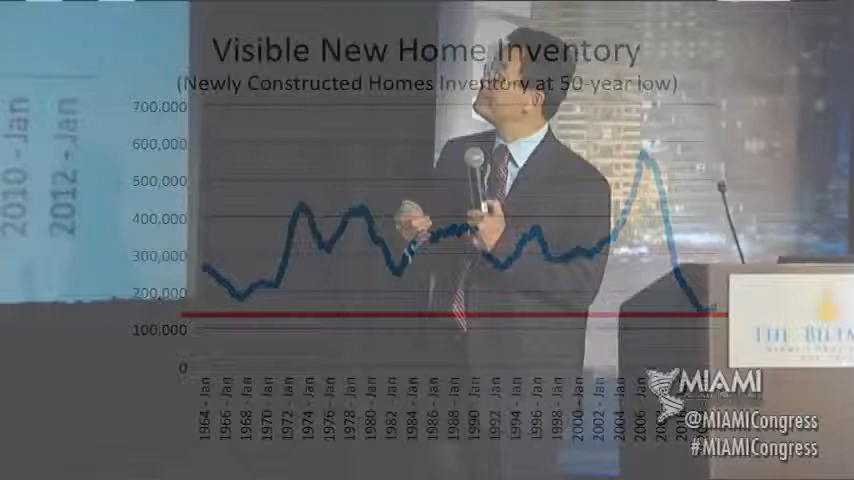 Visible New Home Inventory
(Newly Constructed Homes Inventory at 50-year low)
700,000
600,000
500,000
400,000
300,000
200,000
100,000
0
1964 - Jan
1966 - Jan
1968 - Jan
1970 - Jan
1972 - Jan
1974 - Jan
1976 - Jan
1978 - Jan
1980 - Jan
1982 - Jan
1984 - Jan
1986 - Jan
1988 - Jan
1990 - Jan
1992 - Jan
1994 - Jan
1996 - Jan
1998 - Jan
2000 - Jan
2002 - Jan
2004 - Jan
2006 - Jan
2010 - Jan
2012 - Jan
THE
MIAMI
@MIAMICongress
#MIAMICongress